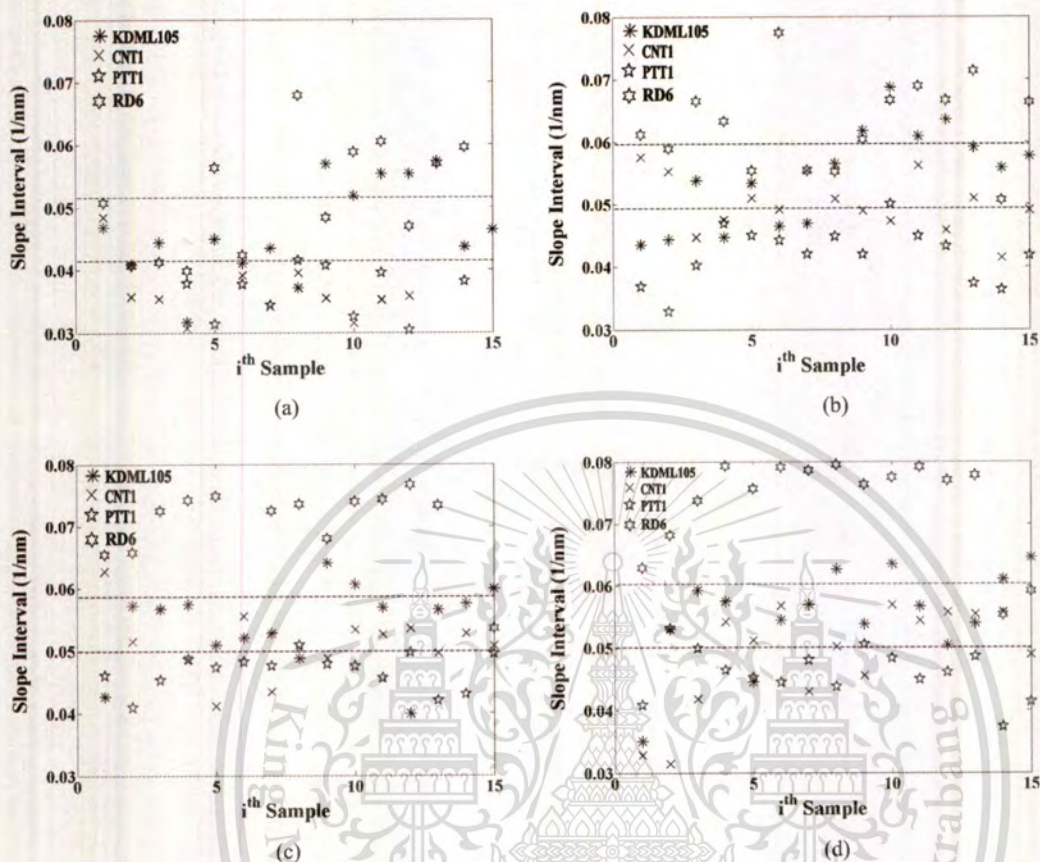 KDML105
CNT1
PTT1
RD6
0.08
0.07
0.06
0.05
0.04
0.03
0 5 10 15
Slope Interval (1/nm)
i^th Sample
(a)
KDML105
CNT1
PTT1
RD6
0.08
0.07
0.06
0.05
0.04
0.03
0 5 10 15
Slope Interval (1/nm)
i^th Sample
(b)
KDML105
CNT1
PTT1
RD6
0.08
0.07
0.06
0.05
0.04
0.03
0 5 10 15
Slope Interval (1/nm)
i^th Sample
(c)
KDML105
CNT1
PTT1
RD6
0.08
0.07
0.06
0.05
0.04
0.03
0 5 10 15
Slope Interval (1/nm)
i^th Sample
(d)
King